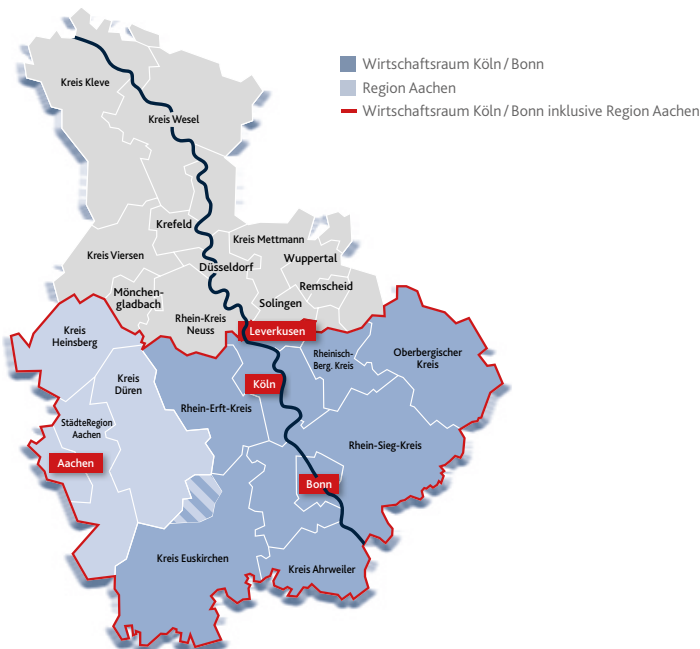 Wirtschaftsraum Köln / Bonn
Region Aachen
Wirtschaftsraum Köln / Bonn inklusive Region Aachen
Kreis Kleve
Kreis Wesel
Krefeld
Kreis Mettmann
Kreis Viersen
Wuppertal
Düsseldorf
Remscheid
Mönchen-
gladbach
Solingen
Rhein-Kreis
Neuss
Leverkusen
Kreis
Heinsberg
Rheinisch-
Berg. Kreis
Oberbergischer
Kreis
Kreis
Düren
Köln
Rhein-Erft-Kreis
StädteRegion
Aachen
Rhein-Sieg-Kreis
Aachen
Bonn
Kreis Euskirchen
Kreis Ahrweiler